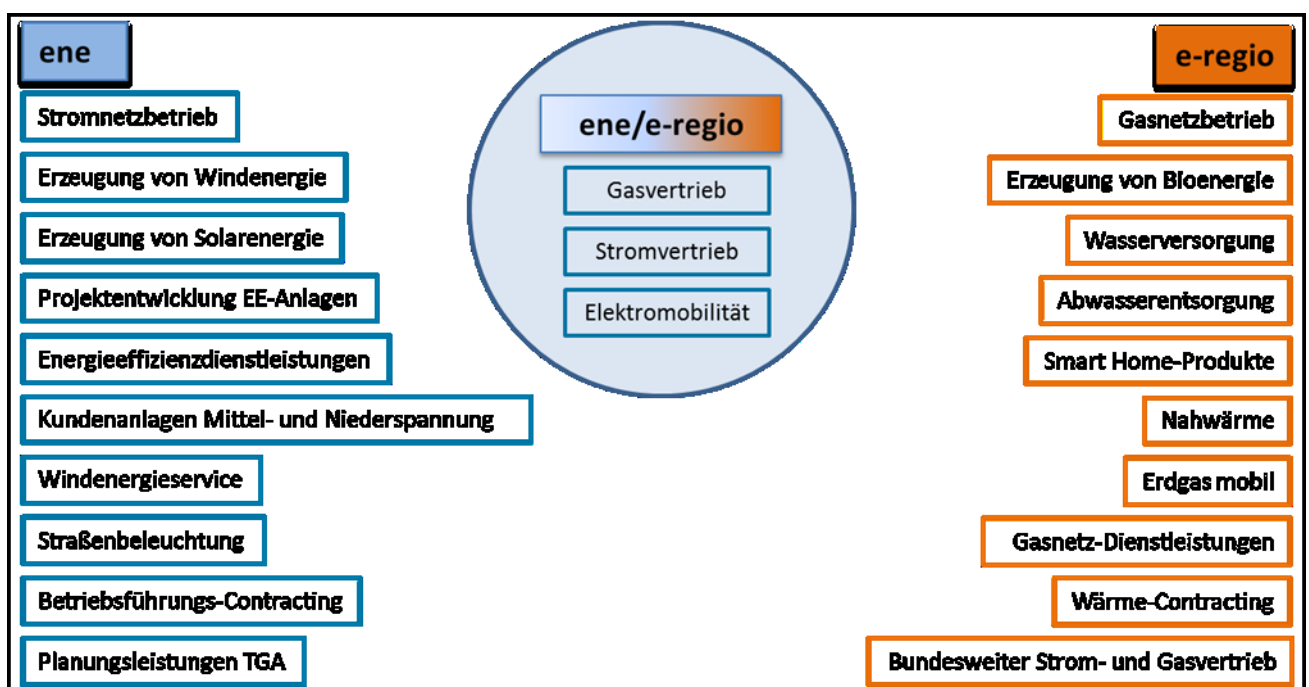 ene
Stromnetzbetrieb
Erzeugung von Windenergie
Erzeugung von Solarenergie
Projektentwicklung EE-Anlagen
Energieeffizienzdienstleistungen
Kundenanlagen Mittel- und Niederspannung
Windenergieservice
Straßenbeleuchtung
Betriebsführungs-Contracting
Planungsleistungen TGA
ene/e-regio
Gasvertrieb
Stromvertrieb
Elektromobilität
e-regio
Gasnetzbetrieb
Erzeugung von Bioenergie
Wasserversorgung
Abwasserentsorgung
Smart Home-Produkte
Nahwärme
Erdgas mobil
Gasnetz-Dienstleistungen
Wärme-Contracting
Bundesweiter Strom- und Gasvertrieb